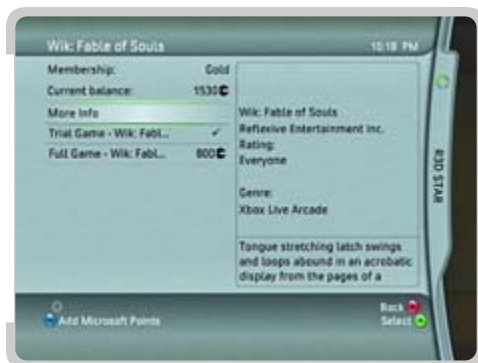 Wik: Fable of Souls 10:18 PM
Membership: Gold
Current balance: 1530
More Info
Trial Game - Wik: Fabl... ✓
Full Game - Wik: Fabl... 800
Wik: Fable of Souls
Reflexive Entertainment Inc.
Rating:
Everyone
Genre:
Xbox Live Arcade
Tongue stretching latch swings
and loops abound in an acrobatic
display from the pages of a
R3D STAR
Back
Add Microsoft Points Select